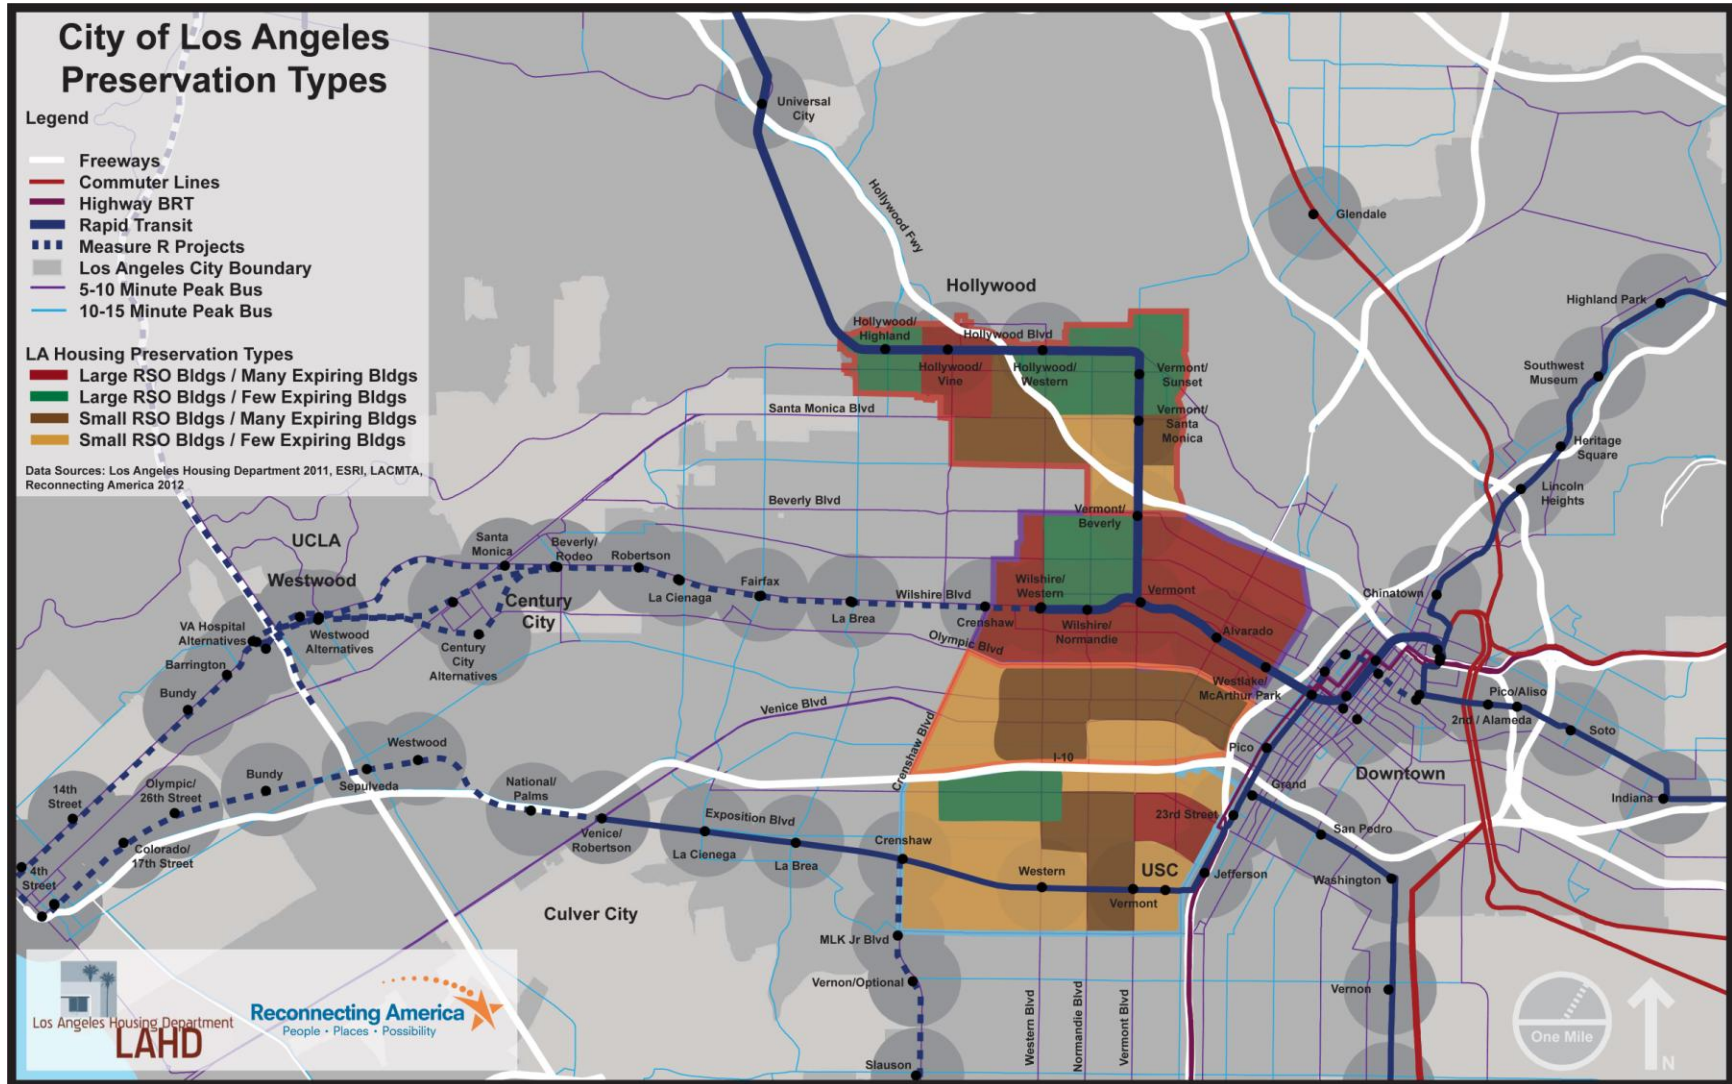 City of Los Angeles
Preservation Types
Legend
Freeways
Commuter Lines
Highway BRT
Rapid Transit
Measure R Projects
Los Angeles City Boundary
5-10 Minute Peak Bus
10-15 Minute Peak Bus
LA Housing Preservation Types
Large RSO Bldgs / Many Expiring Bldgs
Large RSO Bldgs / Few Expiring Bldgs
Small RSO Bldgs / Many Expiring Bldgs
Small RSO Bldgs / Few Expiring Bldgs
Data Sources: Los Angeles Housing Department 2011, ESRI, LACMTA,
Reconnecting America 2012
Universal
City
Hollywood Fwy
Glendale
Hollywood
Highland Park
Hollywood/
Highland
Hollywood Blvd
Hollywood/
Vine
Hollywood/
Western
Vermont/
Sunset
Southwest
Museum
Santa Monica Blvd
Vermont/
Santa
Monica
Heritage
Square
Lincoln
Heights
Beverly Blvd
Vermont/
Beverly
UCLA
Westwood
Santa
Monica
Beverly/
Rodeo
Robertson
La Cienaga
Fairfax
La Brea
Wilshire Blvd
Crenshaw
Wilshire/
Western
Wilshire/
Normandie
Vermont
Alvarado
Chinatown
Century
City
VA Hospital
Alternatives
Westwood
Alternatives
Century
City
Alternatives
Barrington
Bundy
Olympic Blvd
Westlake/
McArthur Park
Pico/Aliso
2nd / Alameda
Soto
Venice Blvd
Crenshaw Blvd
I-10
Pico
Downtown
Grand
Indiana
Westwood
Bundy
Sepulveda
Olympic/
26th Street
14th
Street
National/
Palms
Venice/
Robertson
Exposition Blvd
La Cienega
La Brea
Crenshaw
23rd Street
San Pedro
Colorado/
17th Street
4th
Street
Western
USC
Vermont
Jefferson
Washington
Culver City
MLK Jr Blvd
Vernon/Optional
Vernon
Western Blvd
Normandie Blvd
Vermont Blvd
Slauson
Los Angeles Housing Department
LAHD
Reconnecting America
People • Places • Possibility
One Mile
N